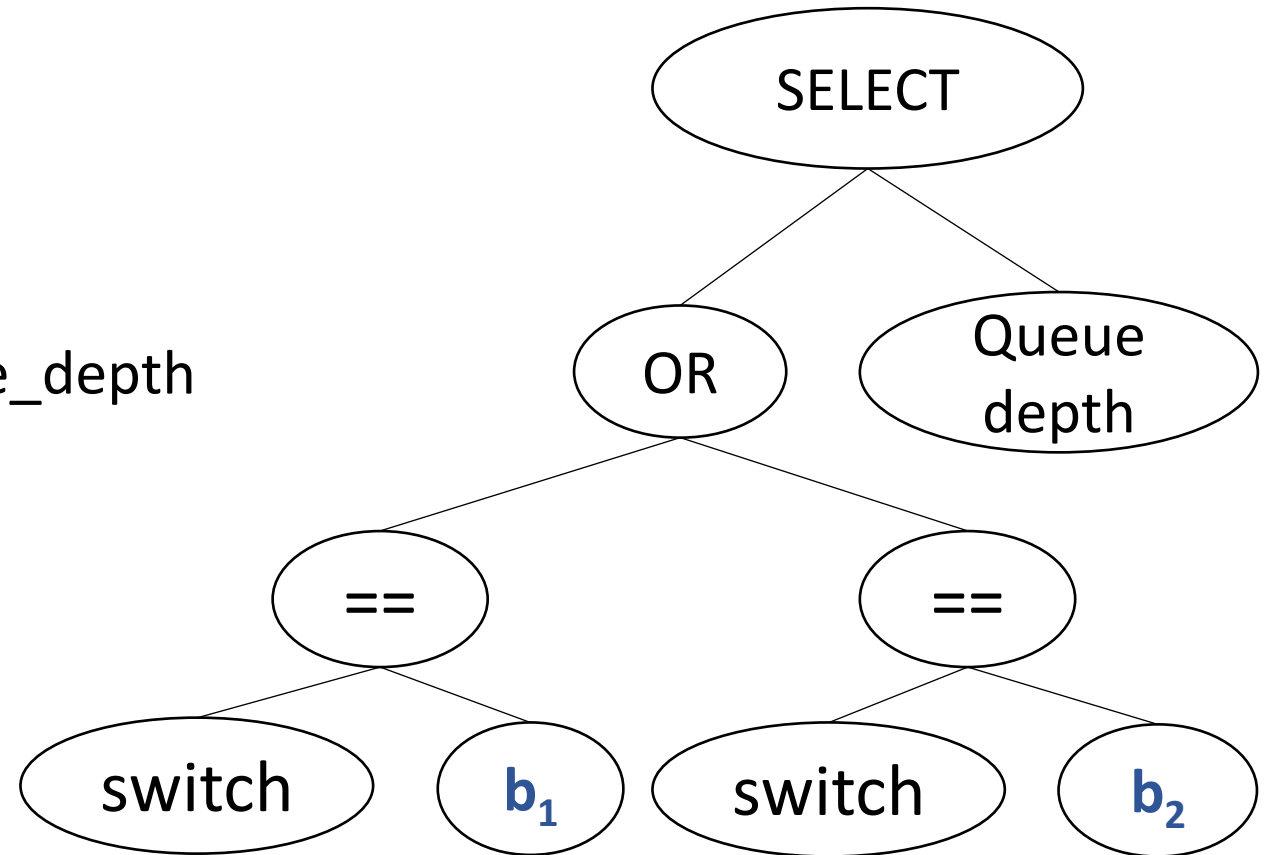 SELECT
e_depth
OR
Queue
depth
==
==
switch
b₁
switch
b₂